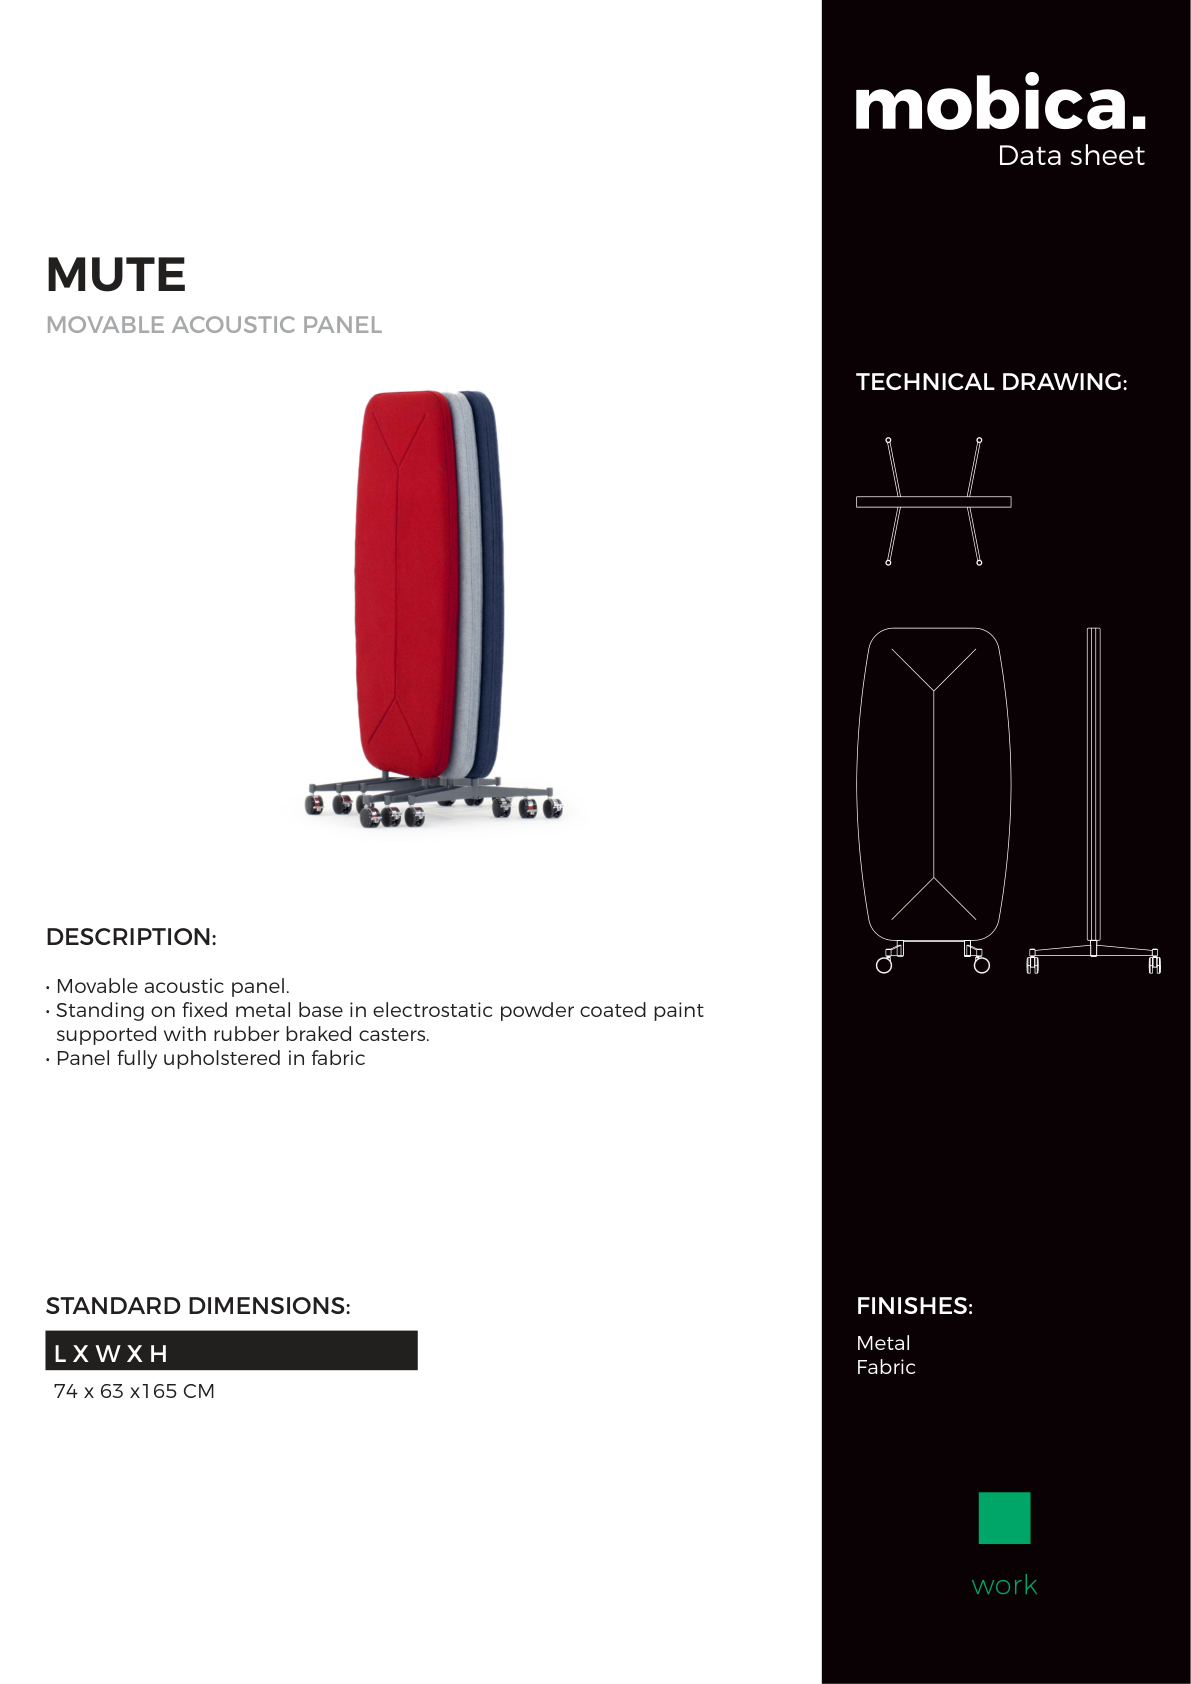 mobica.
Data sheet
MUTE
MOVABLE ACOUSTIC PANEL
TECHNICAL DRAWING:
DESCRIPTION:
• Movable acoustic panel.
• Standing on fixed metal base in electrostatic powder coated paint
supported with rubber braked casters.
• Panel fully upholstered in fabric
STANDARD DIMENSIONS:
L X W X H
74 x 63 x165 CM
FINISHES:
Metal
Fabric
work